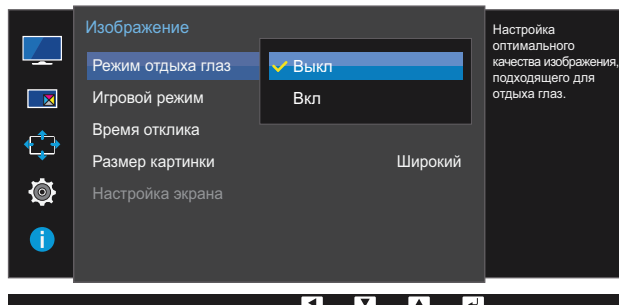 Изображение
Режим отдыха глаз
Выкл
Игровой режим
Вкл
Время отклика
Размер картинки Широкий
Настройка экрана
Настройка
оптимального
качества изображения,
подходящего для
отдыха глаз.